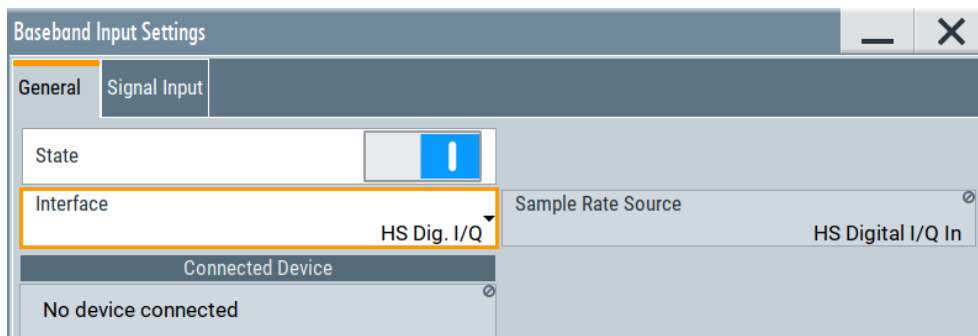 Baseband Input Settings
General Signal Input
State
Interface
HS Dig. I/Q
Sample Rate Source
HS Digital I/Q In
Connected Device
No device connected